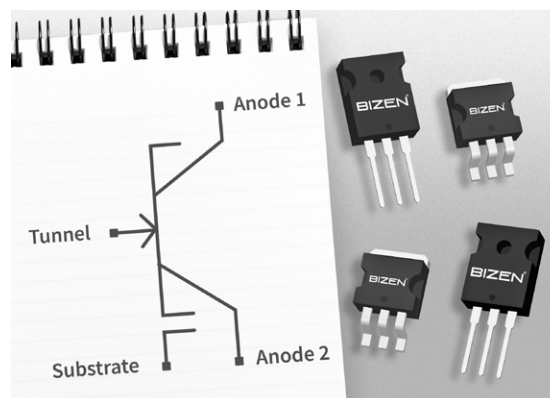 Anode 1
Tunnel
Substrate
Anode 2
BIZEN
BIZEN
BIZEN
BIZEN